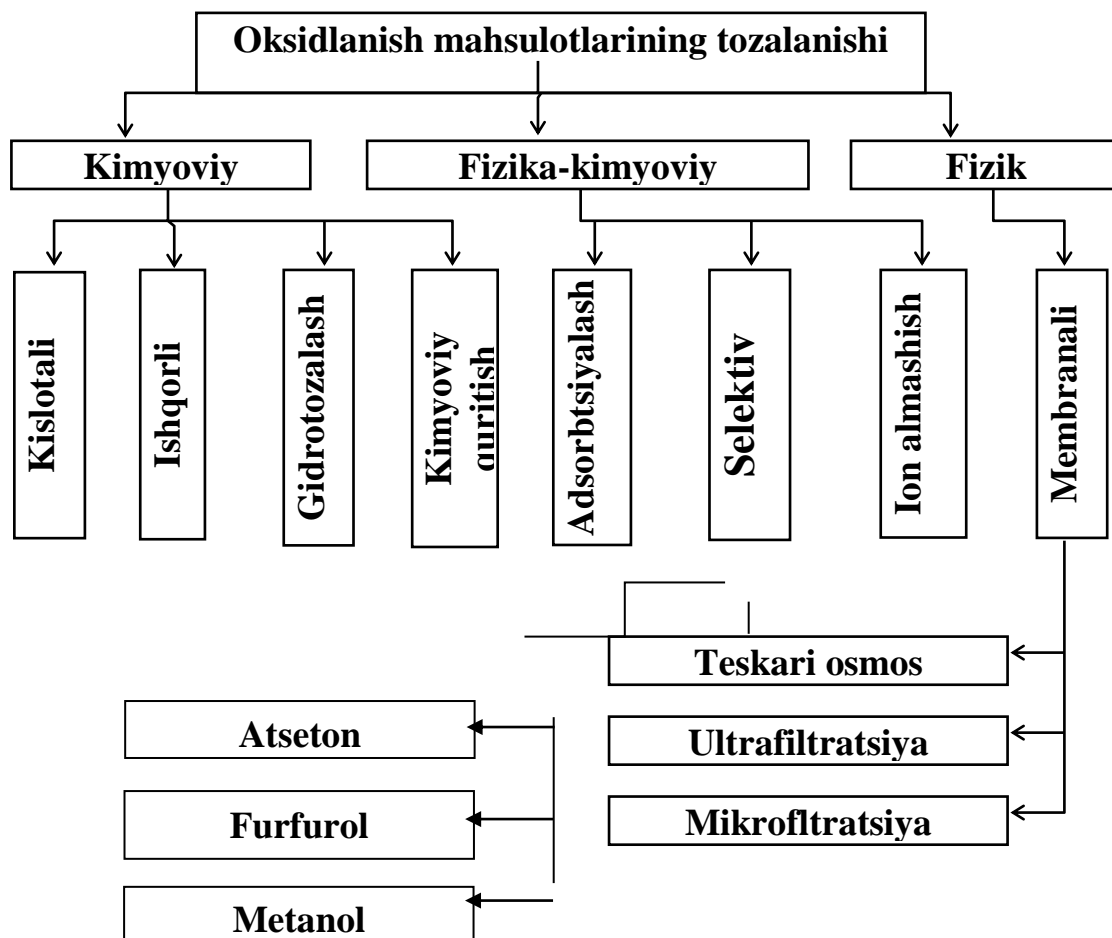 Oksidlanish mahsulotlarining tozalanishi
Kimyoviy
Fizika-kimyoviy
Fizik
Kislotali
Ishqorli
Gidrotozalash
Kimyoviy
quritish
Adsorbtsiyalash
Selektiv
Ion almashish
Membranali
Teskari osmos
Atseton
Ultrafiltratsiya
Furfurol
Mikrofltratsiya
Metanol